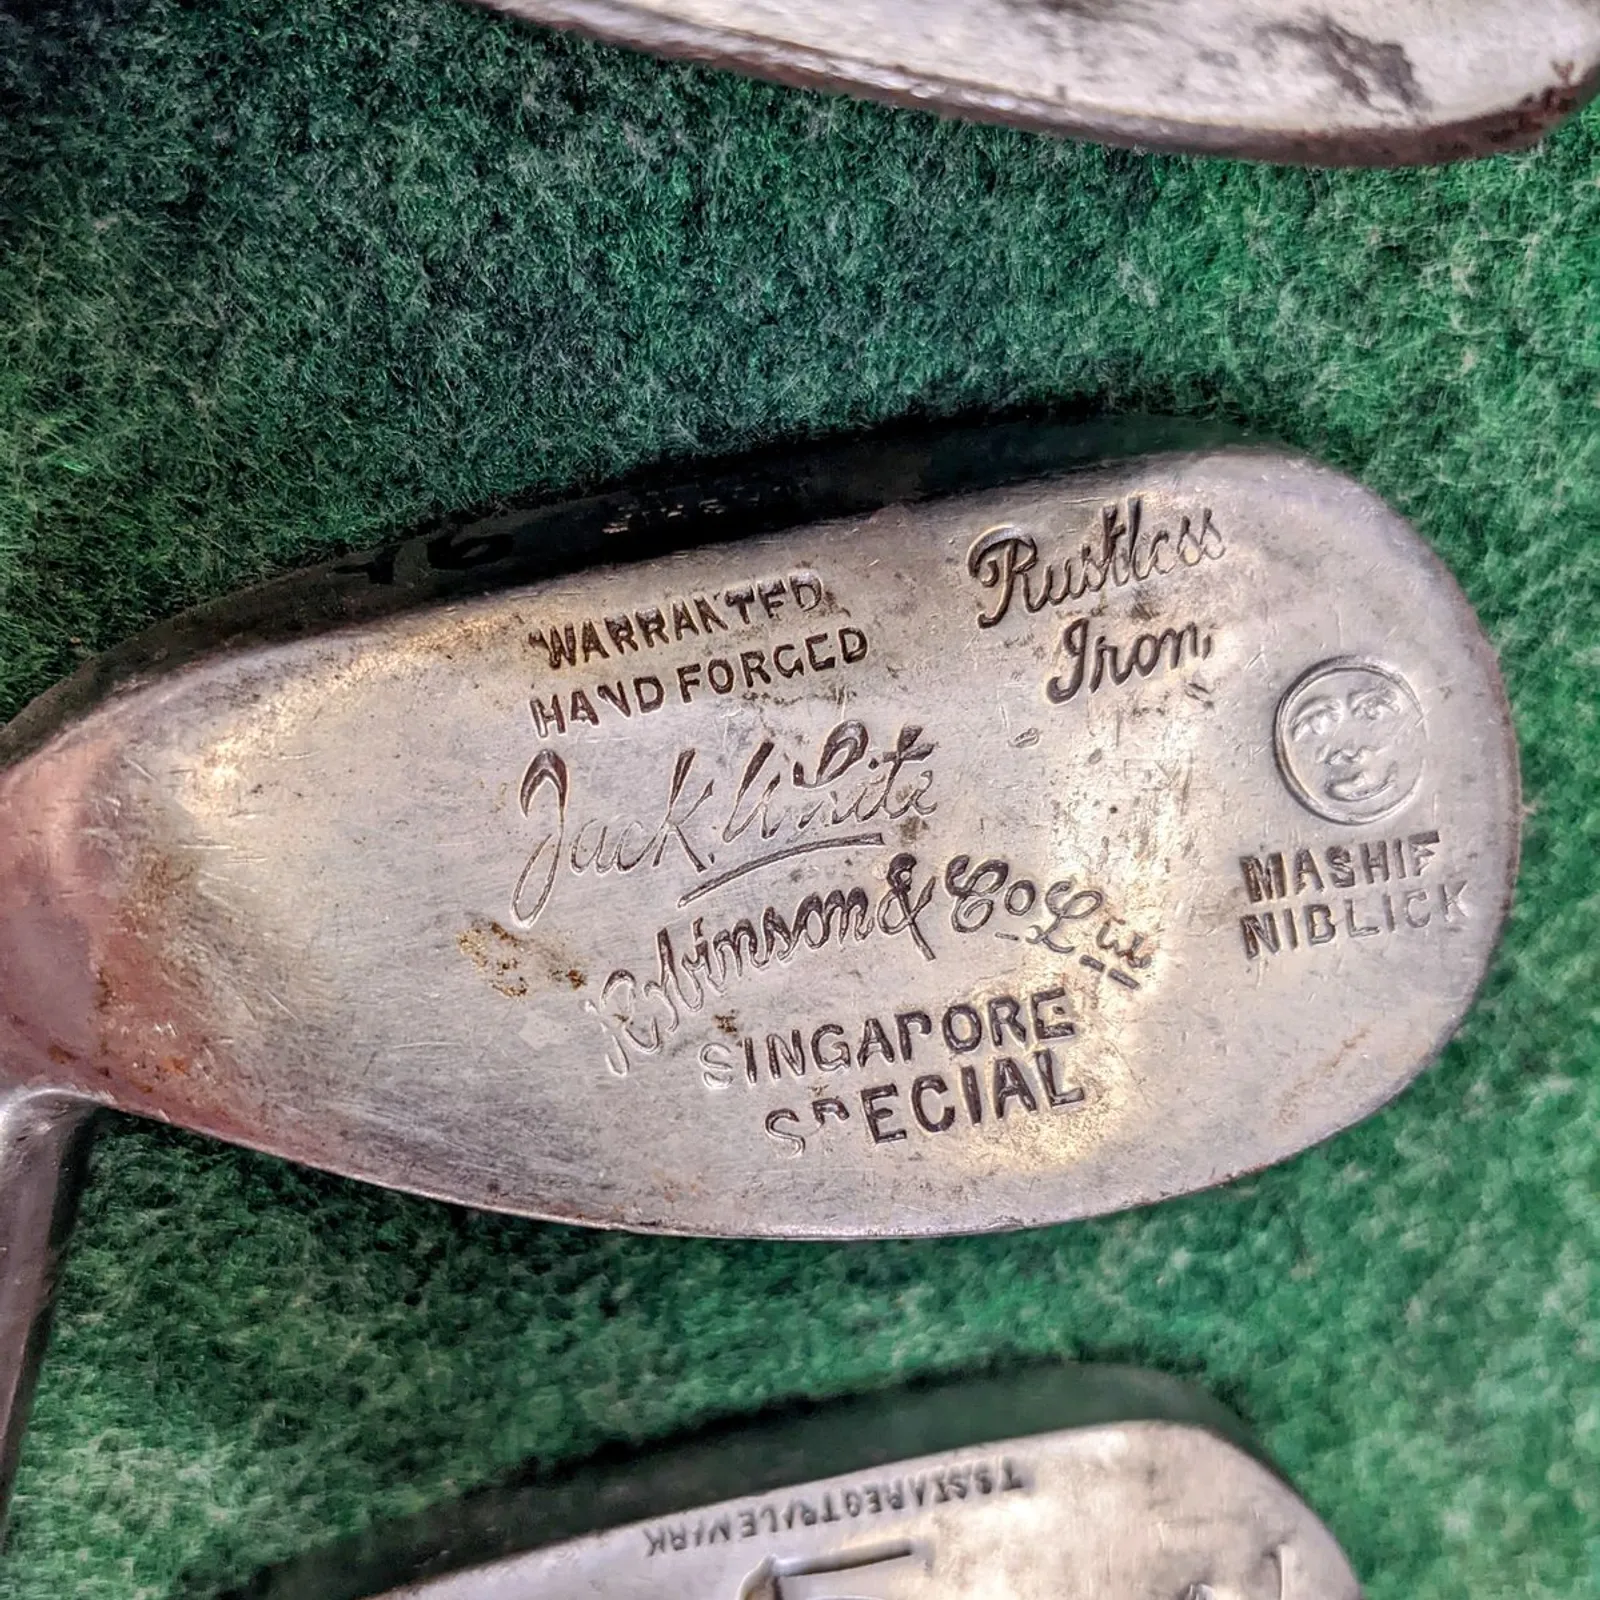 WARRANTED
HAND FORGED
Rustless
Iron,
Jack White
Robinson & Co Ltd
SINGAPORE
SPECIAL
MASHIE
NIBLICK